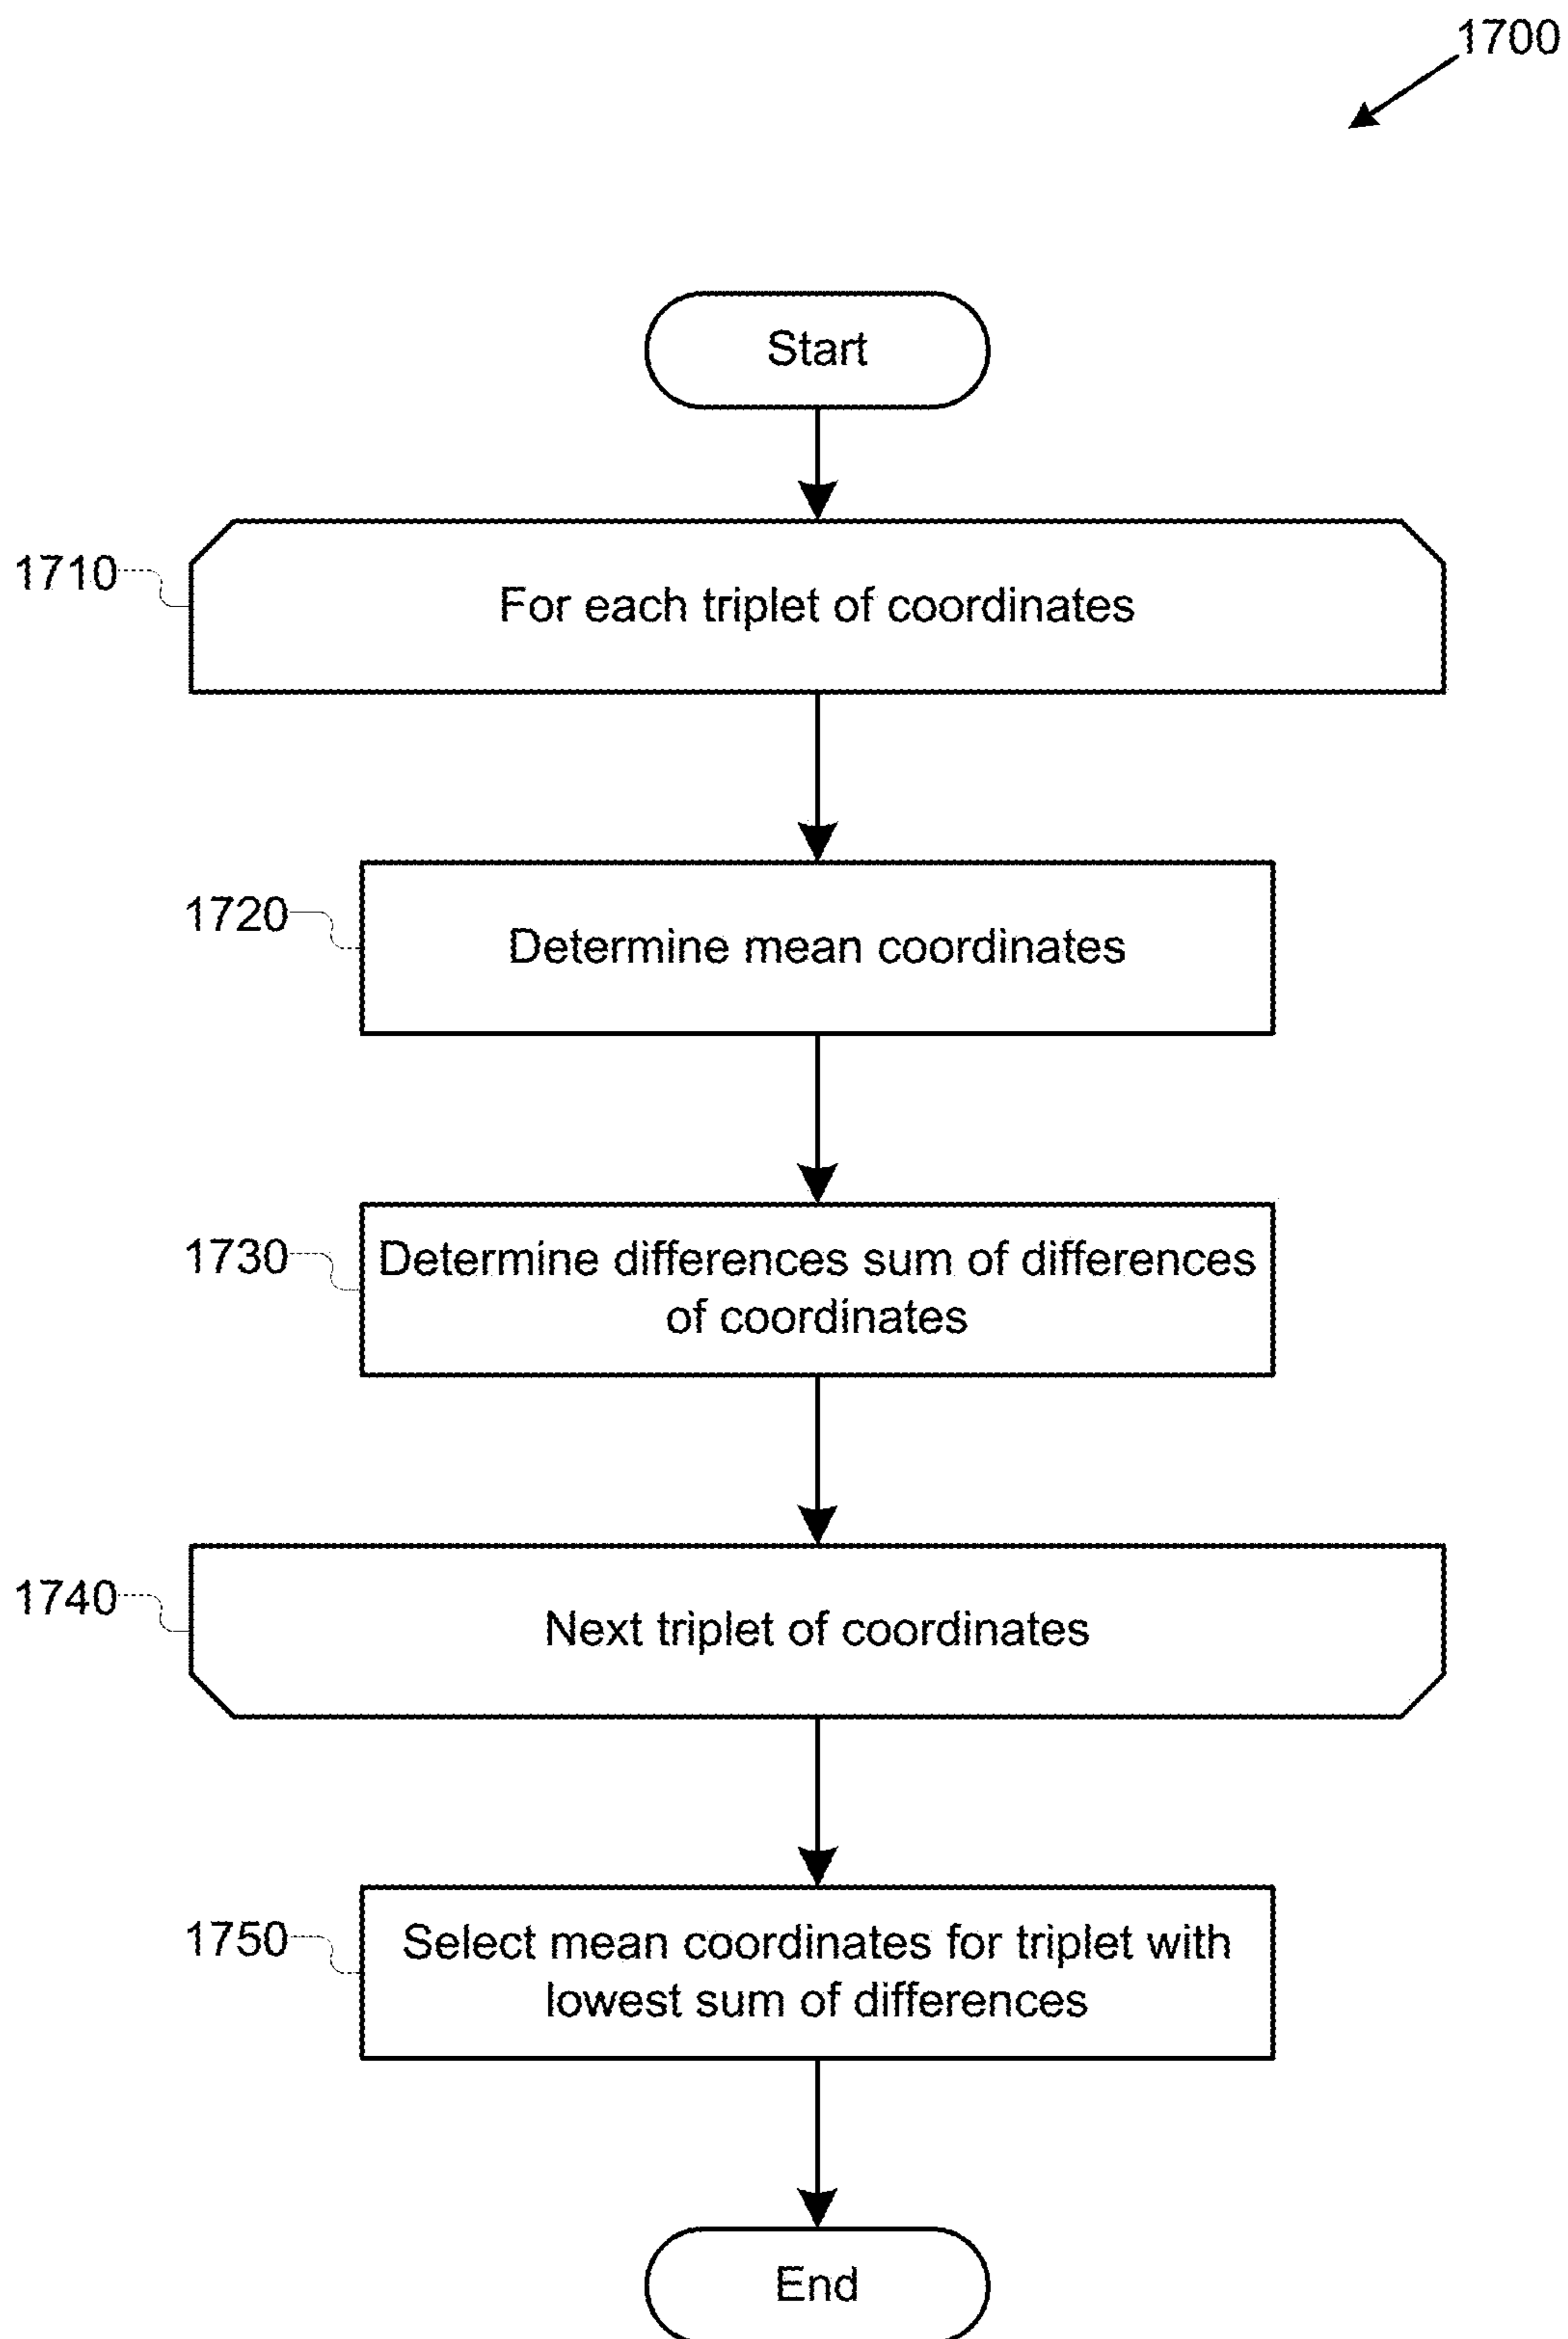 1700
Start
1710
For each triplet of coordinates
1720
Determine mean coordinates
1730
Determine differences sum of differences
of coordinates
1740
Next triplet of coordinates
1750
Select mean coordinates for triplet with
lowest sum of differences
End